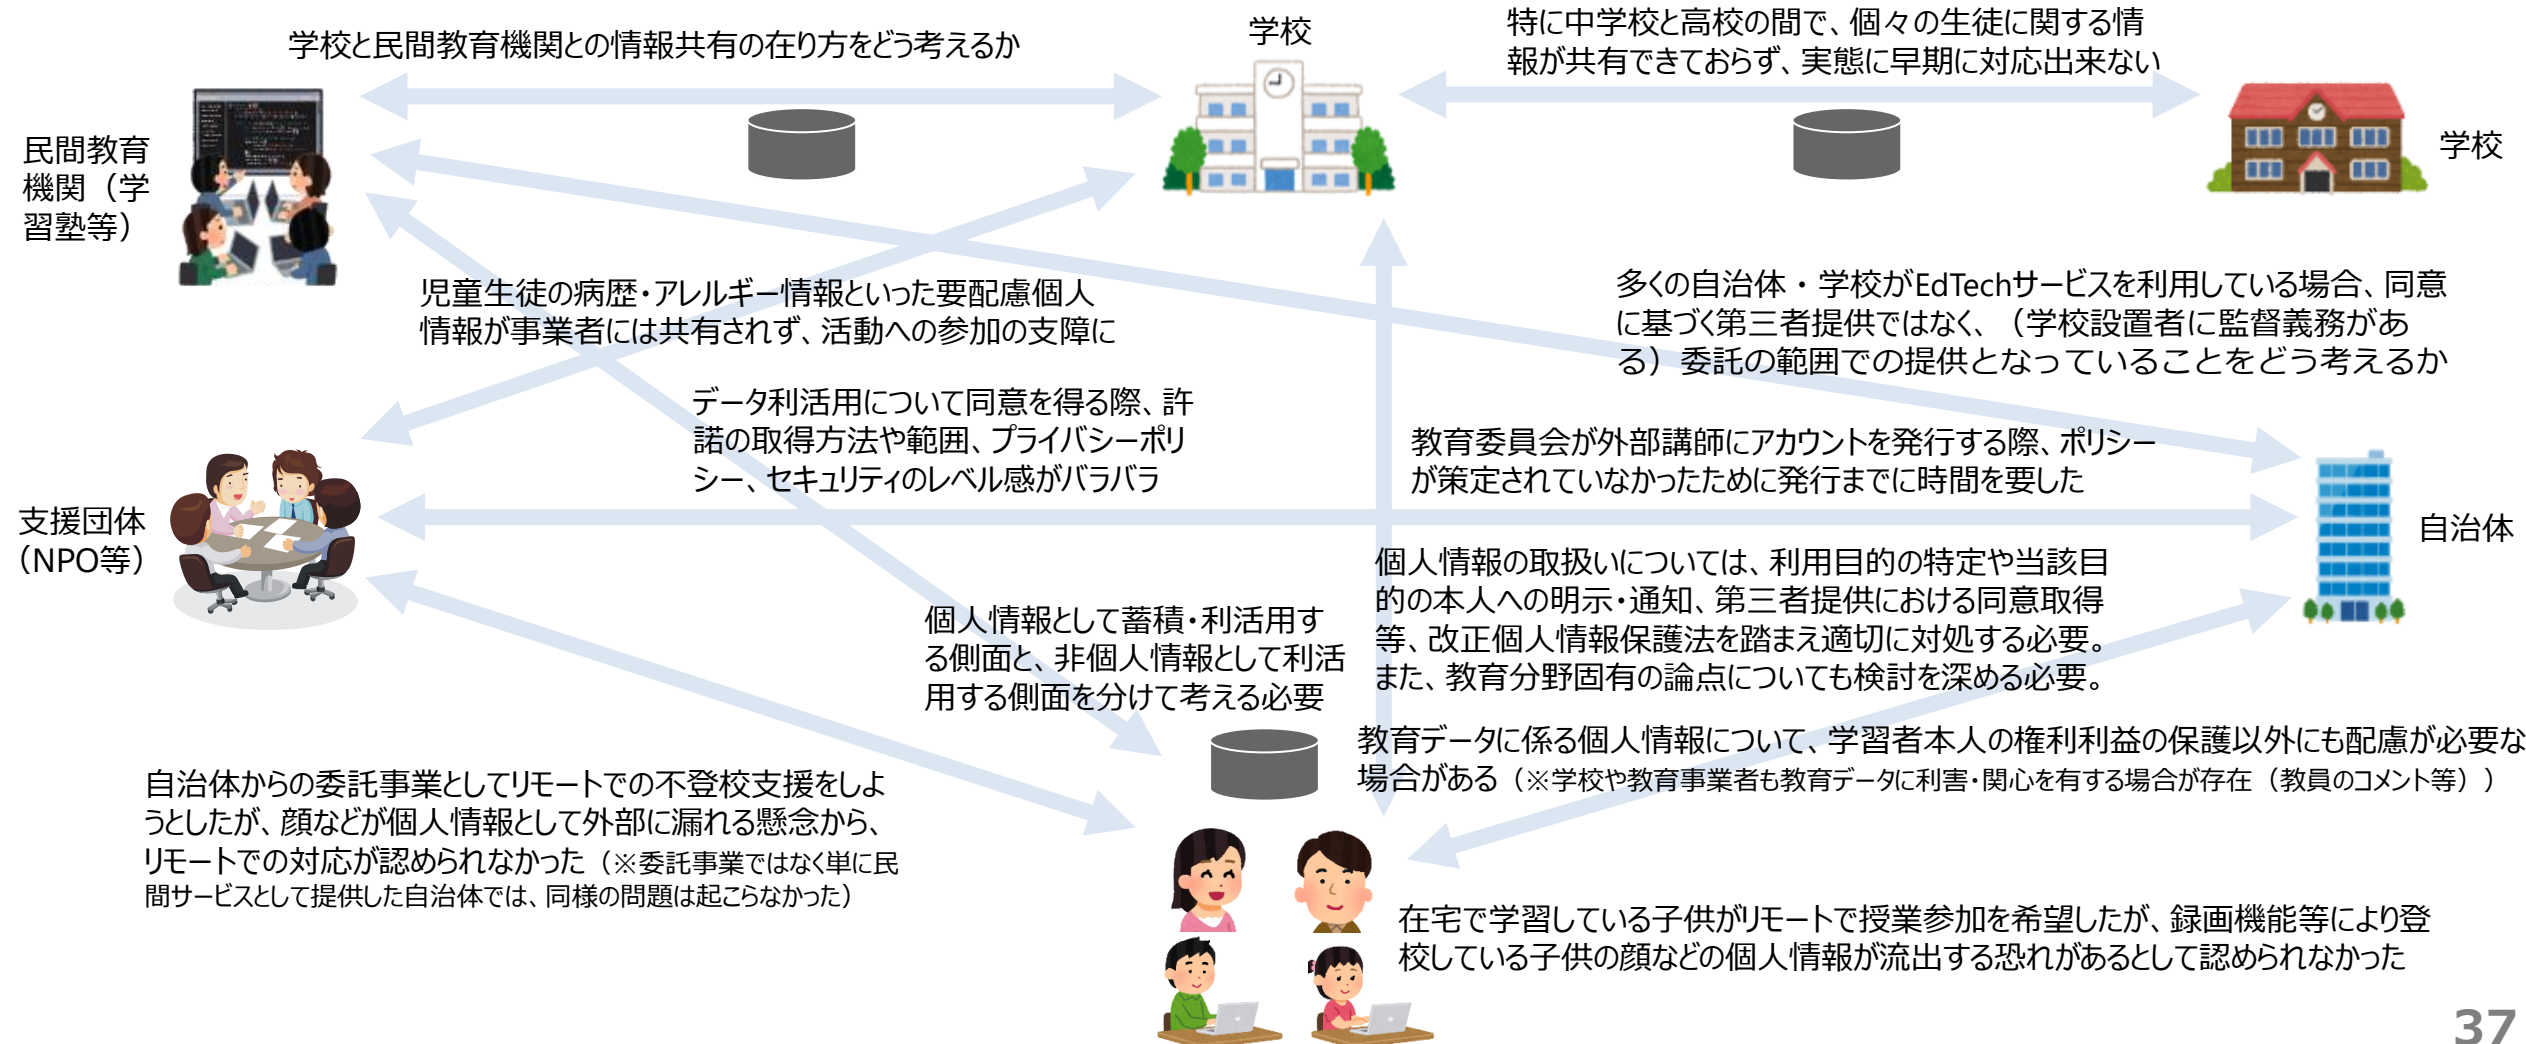 学校と民間教育機関との情報共有の在り方をどう考えるか
学校
特に中学校と高校の間で、個々の生徒に関する情
報が共有できておらず、実態に早期に対応出来ない
民間教育
機関（学
習塾等）
学校
児童生徒の病歴・アレルギー情報といった要配慮個人
情報が事業者には共有されず、活動への参加の支障に
多くの自治体・学校がEdTechサービスを利用している場合、同意
に基づく第三者提供ではなく、（学校設置者に監督義務があ
る）委託の範囲での提供となっていることをどう考えるか
データ利活用について同意を得る際、許
諾の取得方法や範囲、プライバシーポリ
シー、セキュリティのレベル感がバラバラ
教育委員会が外部講師にアカウントを発行する際、ポリシー
が策定されていなかったために発行までに時間を要した
支援団体
（NPO等）
自治体
個人情報の取扱いについては、利用目的の特定や当該目
的の本人への明示・通知、第三者提供における同意取得
等、改正個人情報保護法を踏まえ適切に対処する必要。
また、教育分野固有の論点についても検討を深める必要。
個人情報として蓄積・利活用す
る側面と、非個人情報として利活
用する側面を分けて考える必要
教育データに係る個人情報について、学習者本人の権利利益の保護以外にも配慮が必要な
場合がある（※学校や教育事業者も教育データに利害・関心を有する場合が存在（教員のコメント等））
自治体からの委託事業としてリモートでの不登校支援をしよ
うとしたが、顔などが個人情報として外部に漏れる懸念から、
リモートでの対応が認められなかった（※委託事業ではなく単に民
間サービスとして提供した自治体では、同様の問題は起こらなかった）
在宅で学習している子供がリモートで授業参加を希望したが、録画機能等により登
校している子供の顔などの個人情報が流出する恐れがあるとして認められなかった
37